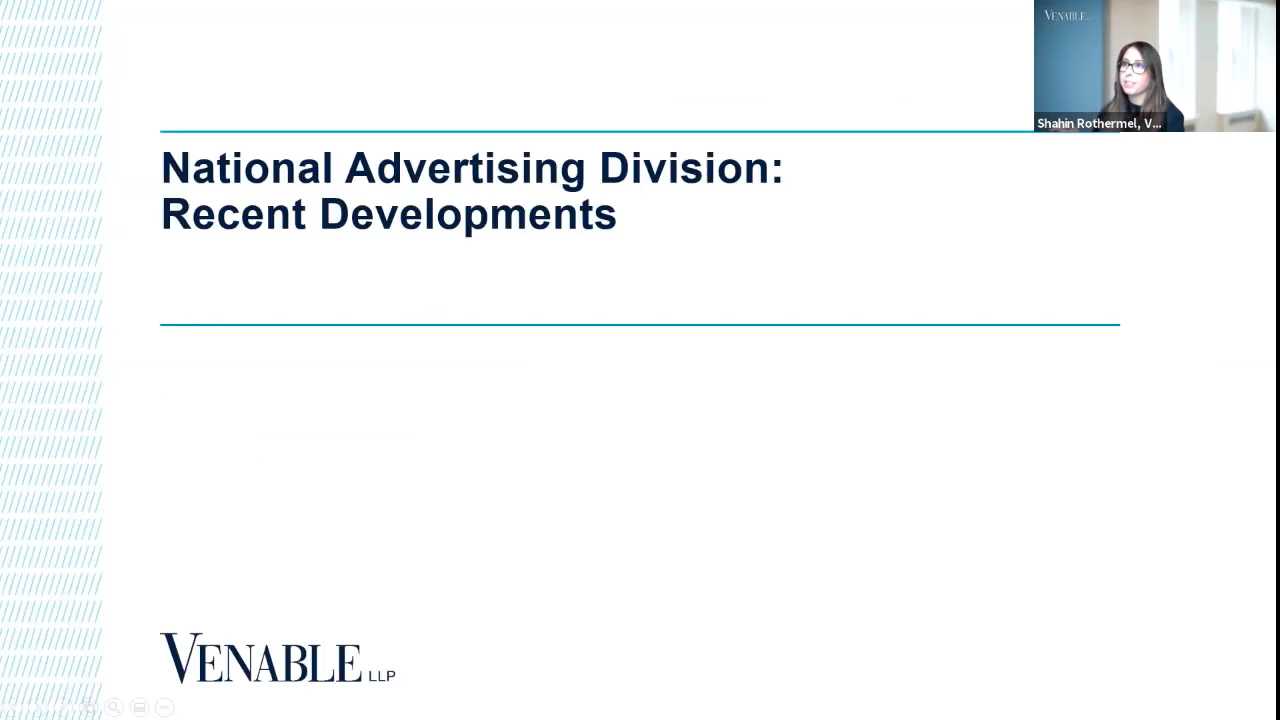 VENABLE
Shahin Rothermel, V...
National Advertising Division:
Recent Developments
VENABLE LLP